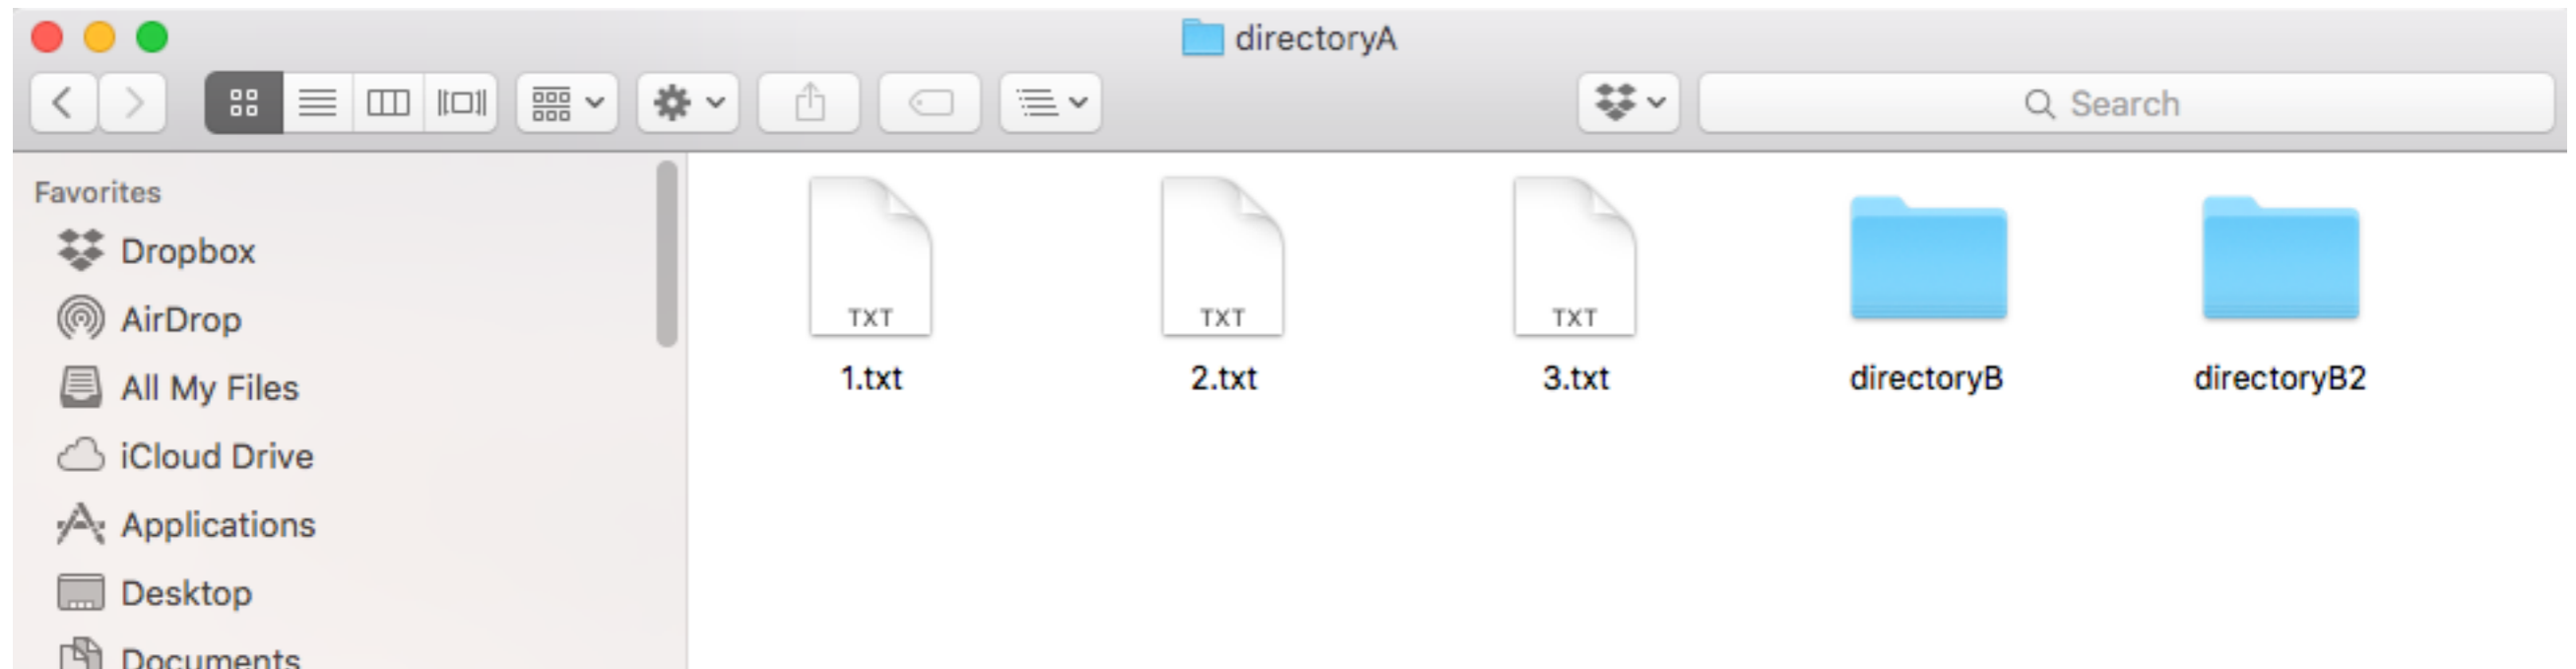 directoryA
Search
Favorites
Dropbox
AirDrop
All My Files
iCloud Drive
Applications
Desktop
Documents
TXT
TXT
TXT
1.txt
2.txt
3.txt
directoryB
directoryB2